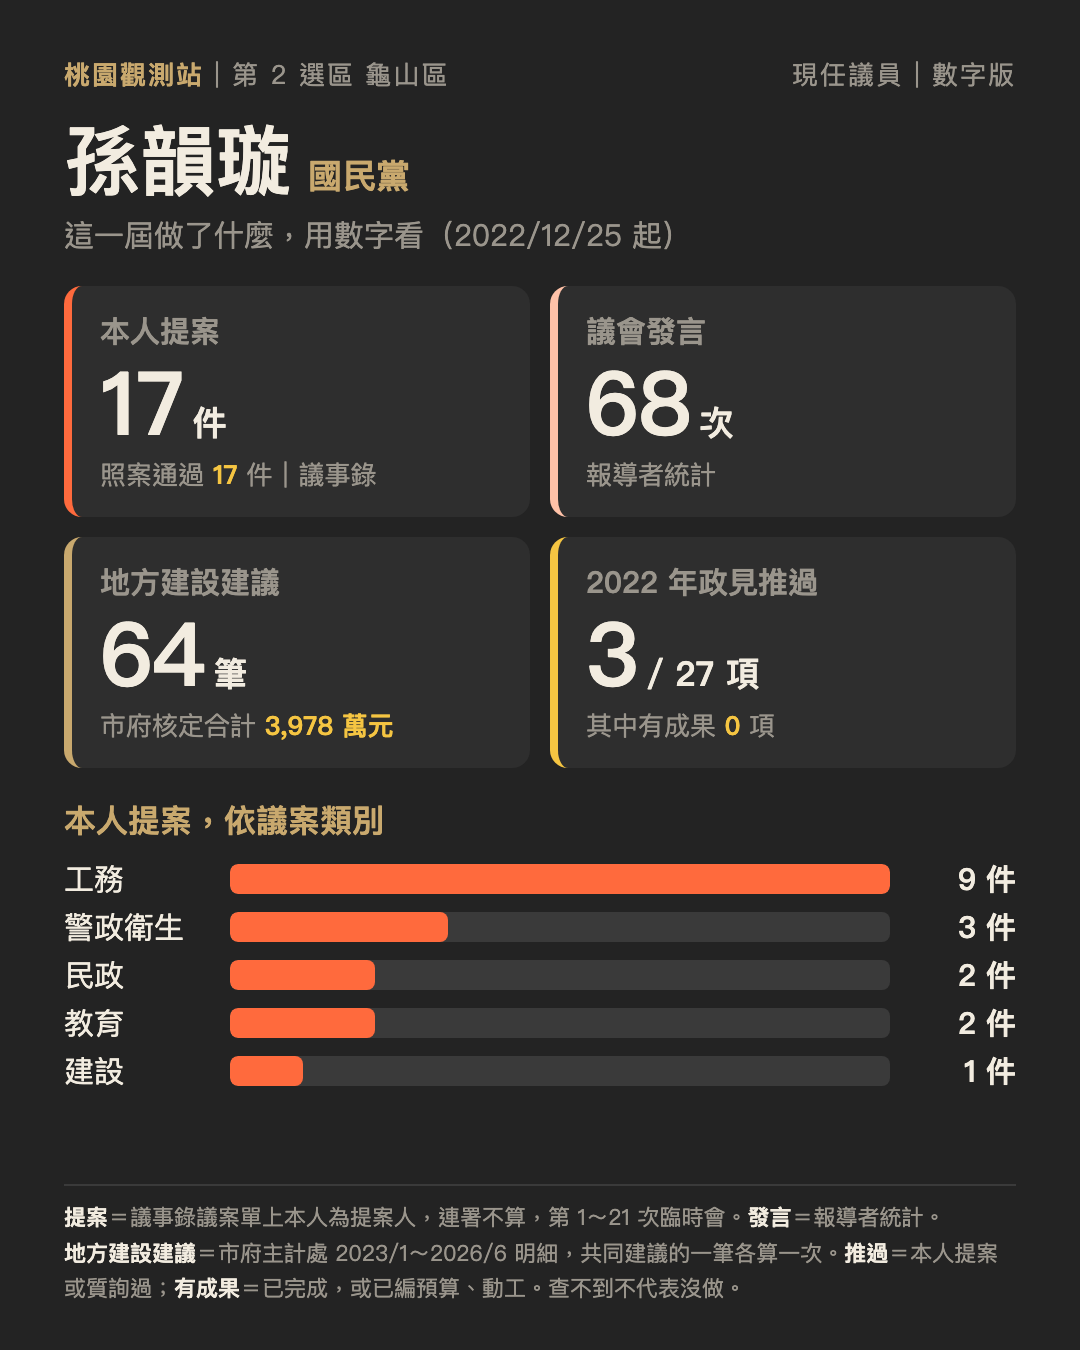 桃園觀測站｜第 2 選區 龜山區
現任議員｜數字版
孫韻璇 國民黨
這一屆做了什麼，用數字看（2022/12/25 起）
本人提案
17 件
照案通過 17 件｜議事錄
議會發言
68 次
報導者統計
地方建設建議
64 筆
市府核定合計 3,978 萬元
2022 年政見推過
3 / 27 項
其中有成果 0 項
本人提案，依議案類別
工務 9 件
警政衛生 3 件
民政 2 件
教育 2 件
建設 1 件
提案＝議事錄議案單上本人為提案人，連署不算，第 1～21 次臨時會。發言＝報導者統計。
地方建設建議＝市府主計處 2023/1～2026/6 明細，共同建議的一筆各算一次。推過＝本人提案
或質詢過；有成果＝已完成，或已編預算、動工。查不到不代表沒做。